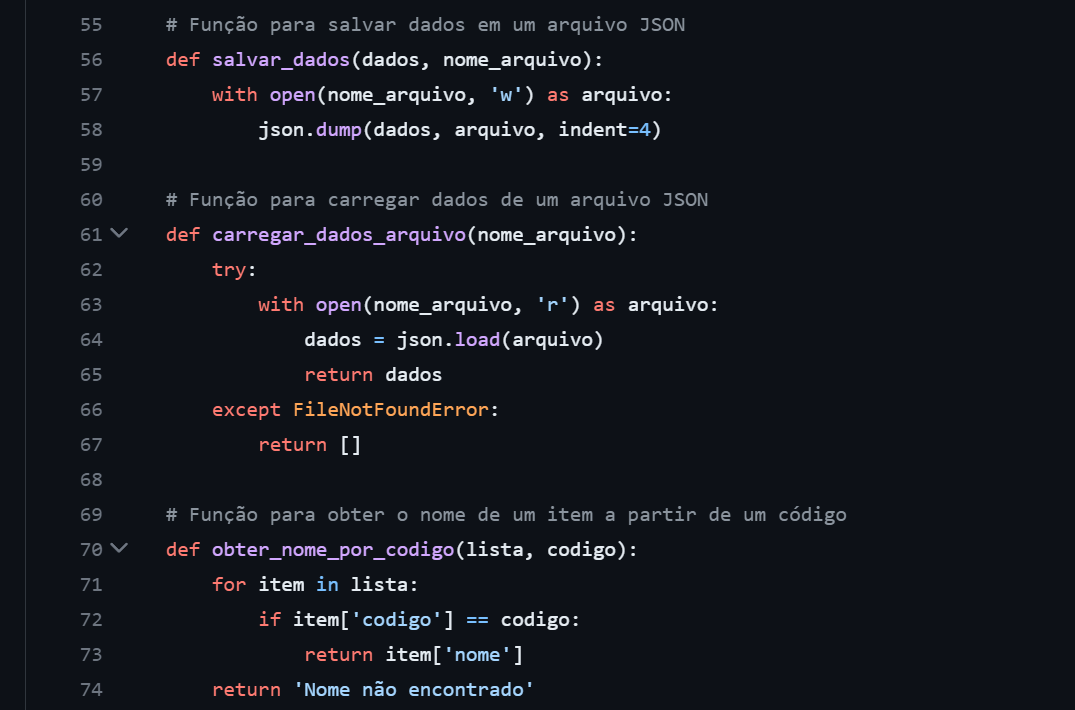 55 # Função para salvar dados em um arquivo JSON
56 def salvar_dados(dados, nome_arquivo):
57     with open(nome_arquivo, 'w') as arquivo:
58         json.dump(dados, arquivo, indent=4)
59
60 # Função para carregar dados de um arquivo JSON
61 def carregar_dados_arquivo(nome_arquivo):
62     try:
63         with open(nome_arquivo, 'r') as arquivo:
64             dados = json.load(arquivo)
65             return dados
66     except FileNotFoundError:
67         return []
68
69 # Função para obter o nome de um item a partir de um código
70 def obter_nome_por_codigo(lista, codigo):
71     for item in lista:
72         if item['codigo'] == codigo:
73             return item['nome']
74     return 'Nome não encontrado'